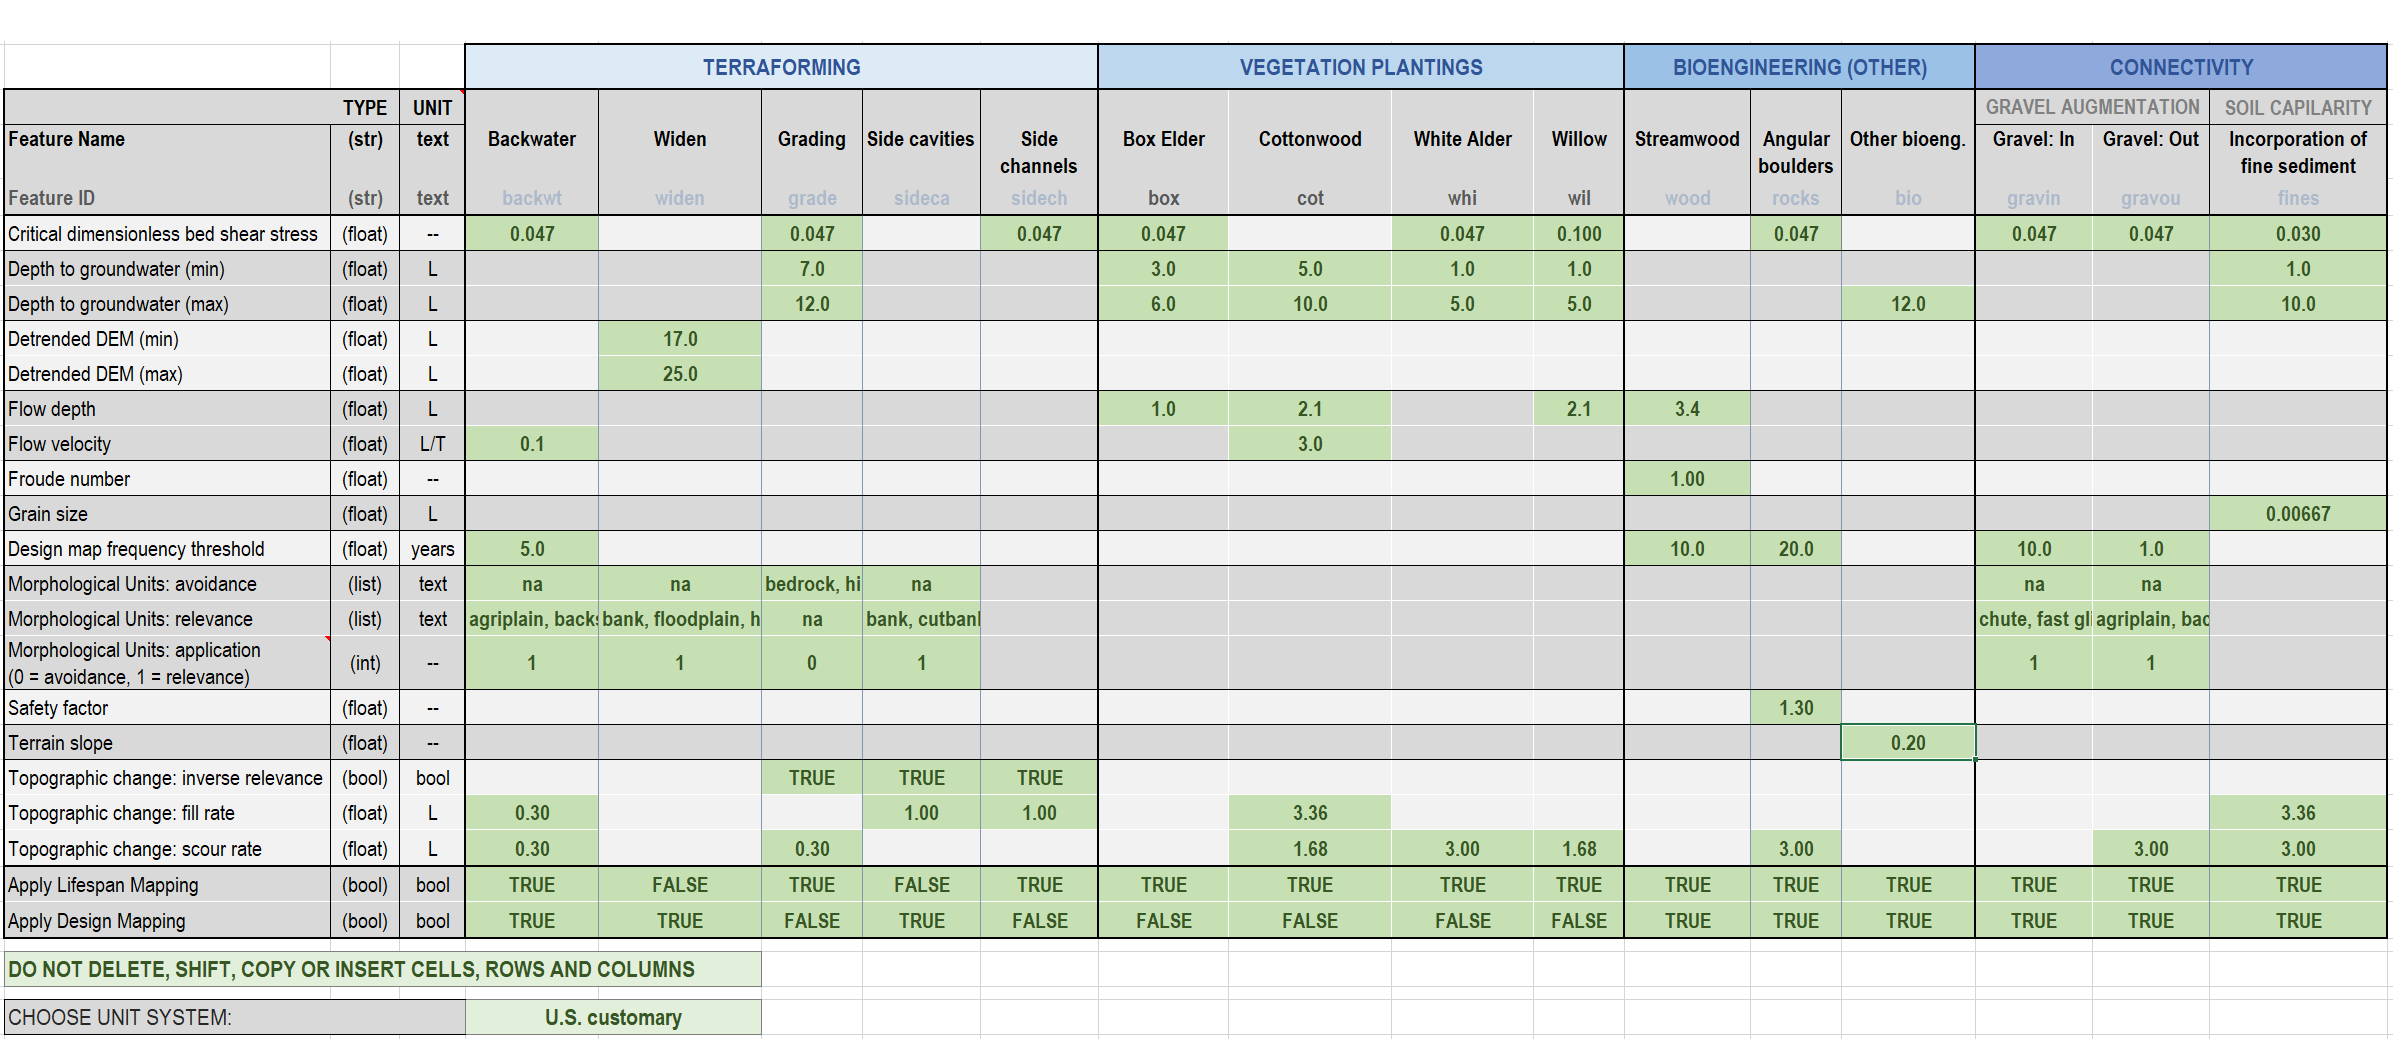 TERRAFORMING VEGETATION PLANTINGS BIOENGINEERING (OTHER) CONNECTIVITY
TYPE UNIT GRAVEL AUGMENTATION SOIL CAPILARITY
Feature Name (str) text Backwater Widen Grading Side cavities Side Box Elder Cottonwood White Alder Willow Streamwood Angular Other bioeng. Gravel: In Gravel: Out Incorporation of
channels boulders fine sediment
Feature ID (str) text backwt widen grade sideca sidech box cot whi wil wood rocks bio gravin gravou fines
Critical dimensionless bed shear stress (float) -- 0.047 0.047 0.047 0.047 0.047 0.100 0.047 0.047 0.047 0.030
Depth to groundwater (min) (float) L 7.0 3.0 5.0 1.0 1.0 1.0
Depth to groundwater (max) (float) L 12.0 6.0 10.0 5.0 5.0 12.0 10.0
Detrended DEM (min) (float) L 17.0
Detrended DEM (max) (float) L 25.0
Flow depth (float) L 1.0 2.1 2.1 3.4
Flow velocity (float) L/T 0.1 3.0
Froude number (float) -- 1.00
Grain size (float) L 0.00667
Design map frequency threshold (float) years 5.0 10.0 20.0 10.0 1.0
Morphological Units: avoidance (list) text na na bedrock, hi na na na
Morphological Units: relevance (list) text agriplain, backs bank, floodplain, h na bank, cutbank chute, fast gli agriplain, bac
Morphological Units: application
(0 = avoidance, 1 = relevance) (int) -- 1 1 0 1 1 1
Safety factor (float) -- 1.30
Terrain slope (float) -- 0.20
Topographic change: inverse relevance (bool) bool TRUE TRUE TRUE
Topographic change: fill rate (float) L 0.30 1.00 1.00 3.36 3.36
Topographic change: scour rate (float) L 0.30 0.30 1.68 3.00 1.68 3.00 3.00 3.00
Apply Lifespan Mapping (bool) bool TRUE FALSE TRUE FALSE TRUE TRUE TRUE TRUE TRUE TRUE TRUE TRUE TRUE TRUE TRUE
Apply Design Mapping (bool) bool TRUE TRUE FALSE TRUE FALSE FALSE FALSE FALSE FALSE TRUE TRUE TRUE TRUE TRUE TRUE
DO NOT DELETE, SHIFT, COPY OR INSERT CELLS, ROWS AND COLUMNS
CHOOSE UNIT SYSTEM: U.S. customary